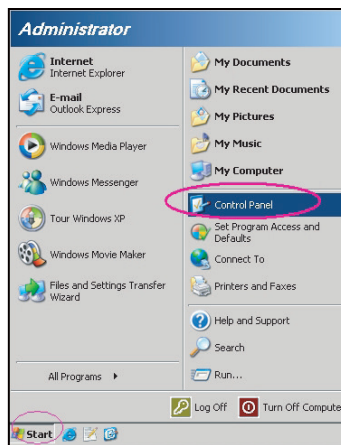 Administrator
Internet
Internet Explorer
E-mail
Outlook Express
Windows Media Player
Windows Messenger
Tour Windows XP
Windows Movie Maker
Files and Settings Transfer
Wizard
All Programs
My Documents
My Recent Documents
My Pictures
My Music
My Computer
Control Panel
Set Program Access and
Defaults
Connect To
Printers and Faxes
Help and Support
Search
Run...
Log Off
Turn Off Compute
Start